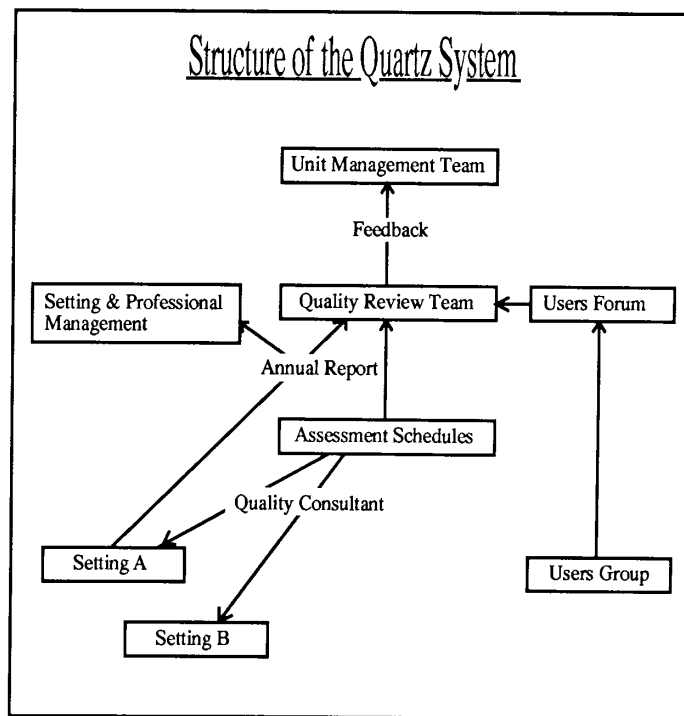 Structure of the Quartz System
Unit Management Team
Feedback
Setting & Professional
Management
Quality Review Team
Users Forum
Annual Report
Assessment Schedules
Quality Consultant
Setting A
Users Group
Setting B